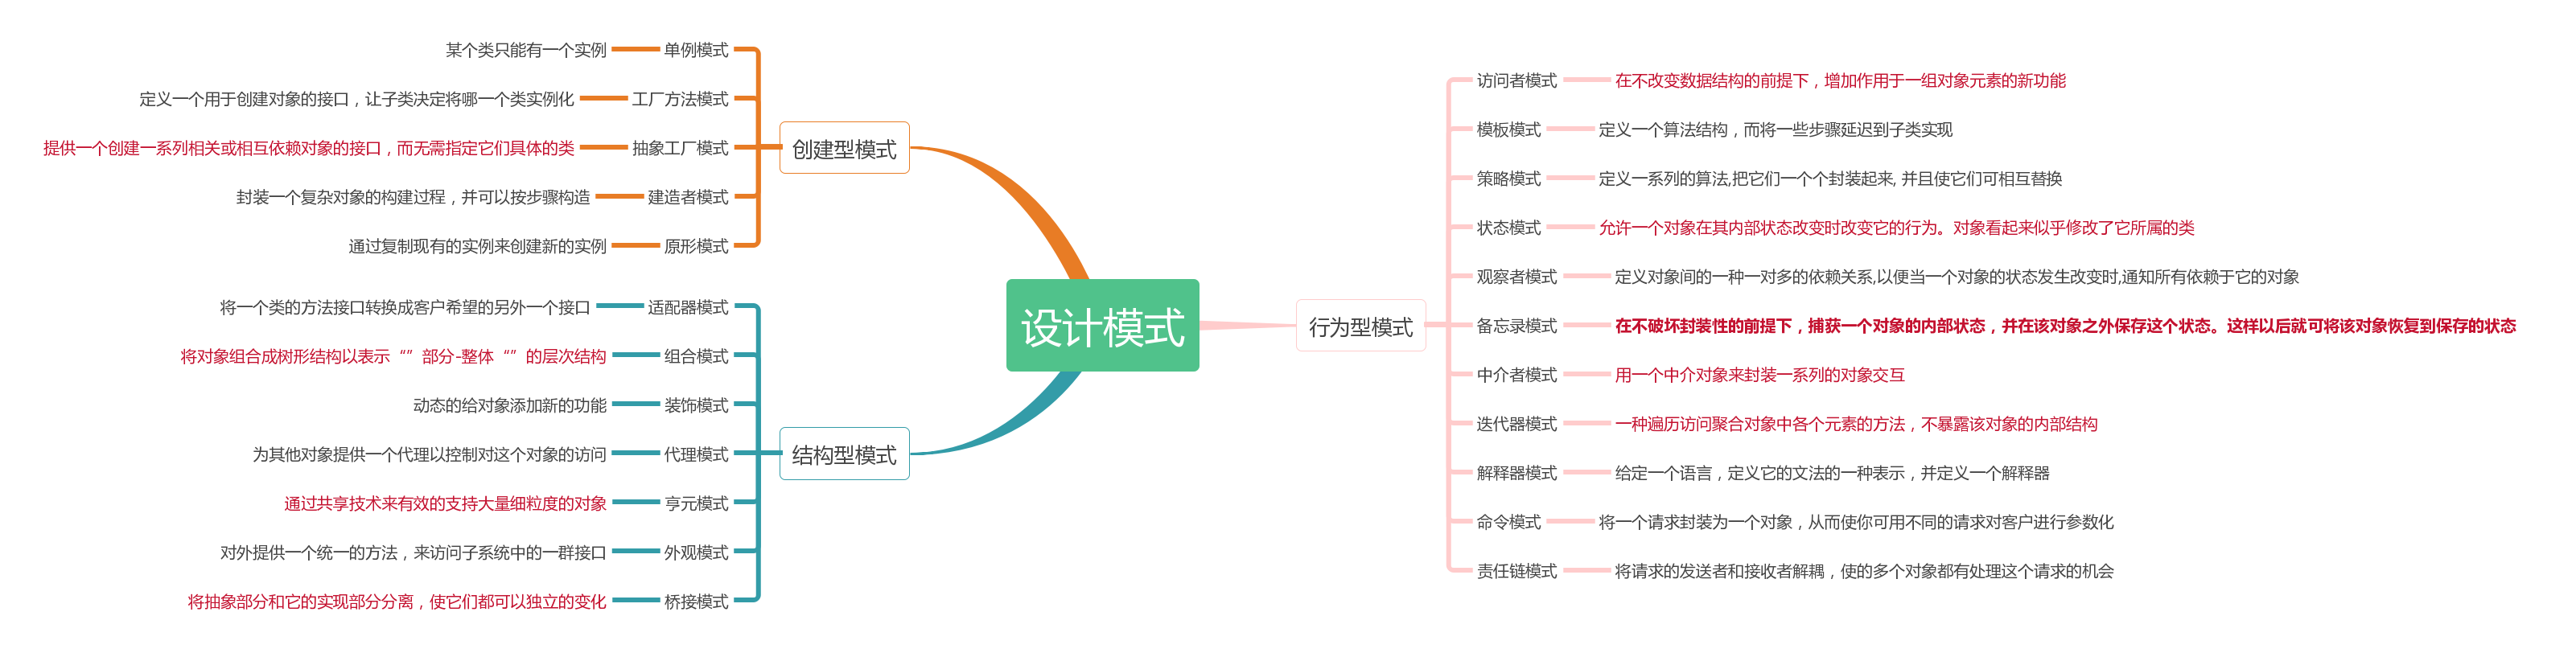 设计模式
创建型模式
某个类只能有一个实例 单例模式
定义一个用于创建对象的接口，让子类决定将哪一个类实例化 工厂方法模式
提供一个创建一系列相关或相互依赖对象的接口，而无需指定它们具体的类 抽象工厂模式
封装一个复杂对象的构建过程，并可以按步骤构造 建造者模式
通过复制现有的实例来创建新的实例 原形模式
结构型模式
将一个类的方法接口转换成客户希望的另外一个接口 适配器模式
将对象组合成树形结构以表示“”部分-整体“”的层次结构 组合模式
动态的给对象添加新的功能 装饰模式
为其他对象提供一个代理以控制对这个对象的访问 代理模式
通过共享技术来有效的支持大量细粒度的对象 亨元模式
对外提供一个统一的方法，来访问子系统中的一群接口 外观模式
将抽象部分和它的实现部分分离，使它们都可以独立的变化 桥接模式
行为型模式
访问者模式 在不改变数据结构的前提下，增加作用于一组对象元素的新功能
模板模式 定义一个算法结构，而将一些步骤延迟到子类实现
策略模式 定义一系列的算法,把它们一个个封装起来, 并且使它们可相互替换
状态模式 允许一个对象在其内部状态改变时改变它的行为。对象看起来似乎修改了它所属的类
观察者模式 定义对象间的一种一对多的依赖关系,以便当一个对象的状态发生改变时,通知所有依赖于它的对象
备忘录模式 在不破坏封装性的前提下，捕获一个对象的内部状态，并在该对象之外保存这个状态。这样以后就可将该对象恢复到保存的状态
中介者模式 用一个中介对象来封装一系列的对象交互
迭代器模式 一种遍历访问聚合对象中各个元素的方法，不暴露该对象的内部结构
解释器模式 给定一个语言，定义它的文法的一种表示，并定义一个解释器
命令模式 将一个请求封装为一个对象，从而使你可用不同的请求对客户进行参数化
责任链模式 将请求的发送者和接收者解耦，使的多个对象都有处理这个请求的机会